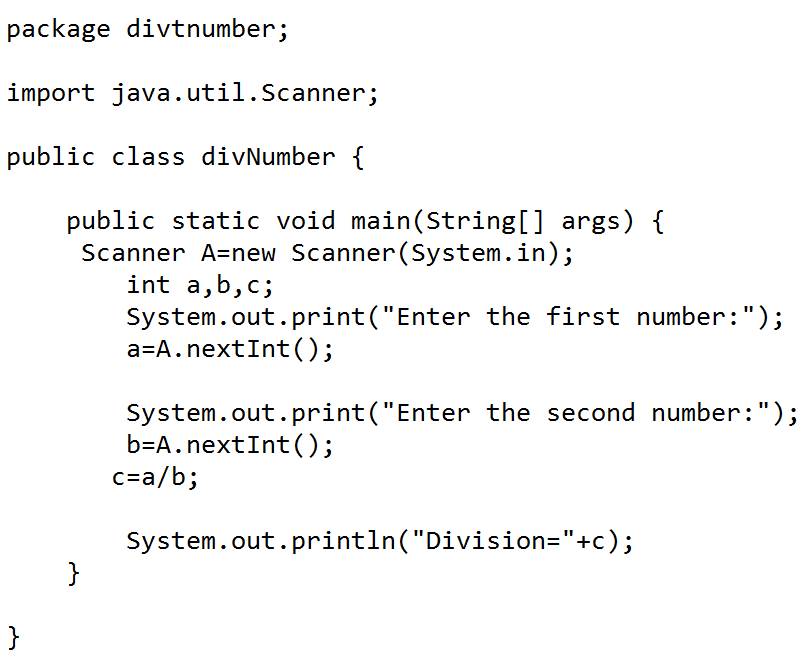 package divtnumber;
import java.util.Scanner;
public class divNumber {
public static void main(String[] args) {
Scanner A=new Scanner(System.in);
int a,b,c;
System.out.print("Enter the first number:");
a=A.nextInt();
System.out.print("Enter the second number:");
b=A.nextInt();
c=a/b;
System.out.println("Division="+c);
}
}